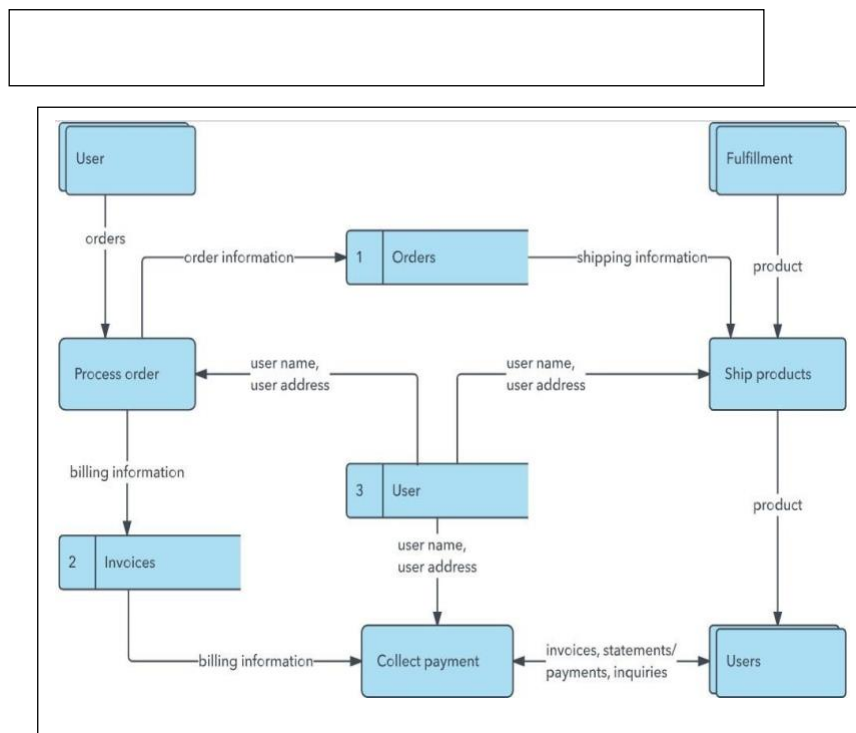 User
Fulfillment
orders
order information
1 Orders
shipping information
product
Process order
user name,
user address
user name,
user address
Ship products
billing information
3 User
product
2 Invoices
user name,
user address
billing information
Collect payment
invoices, statements/
payments, inquiries
Users